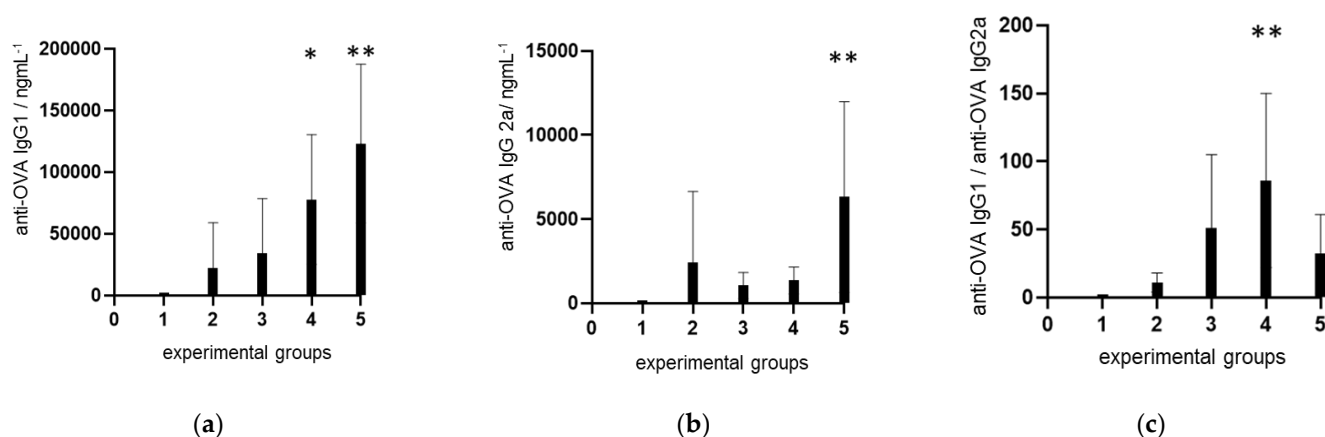 200000
150000
100000
50000
0
anti-OVA IgG1 / ngmL⁻¹
* **
0 1 2 3 4 5
experimental groups
(a)
15000
10000
5000
0
anti-OVA IgG 2a/ ngmL⁻¹
**
0 1 2 3 4 5
experimental groups
(b)
200
150
100
50
0
anti-OVA IgG1 / anti-OVA IgG2a
**
0 1 2 3 4 5
experimental groups
(c)